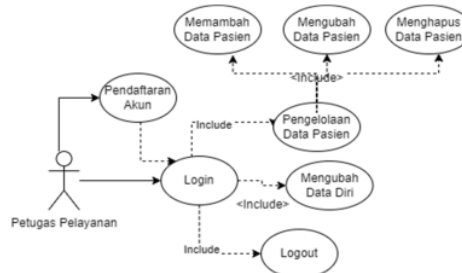 Memambah
Data Pasien
Mengubah
Data Pasien
Menghapus
Data Pasien
<Include>
Pendaftaran
Akun
Include
Pengelolaan
Data Pasien
Login
Mengubah
Data Diri
<Include>
Petugas Pelayanan
Include
Logout